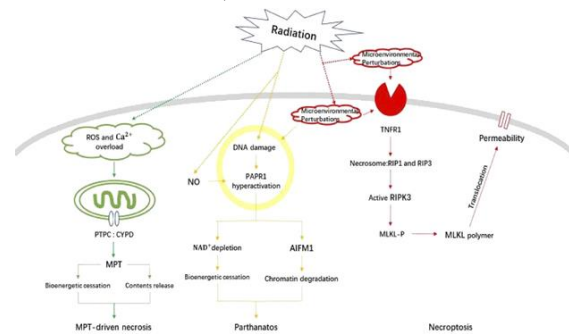 Radiation
Microenvironmental
Perturbations
Microenvironmental
Perturbations
ROS and Ca²⁺
overload
TNFR1
Permeability
DNA damage
Necrosome:RIP1 and RIP3
NO
PAPR1
hyperactivation
Translocation
Active RIPK3
PTPC : CYPD
MLKL-P
MLKL polymer
NAD⁺depletion
AIFM1
MPT
Bioenergetic cessation
Contents release
Bioenergetic cessation
Chromatin degradation
MPT-driven necrosis
Parthanatos
Necroptosis